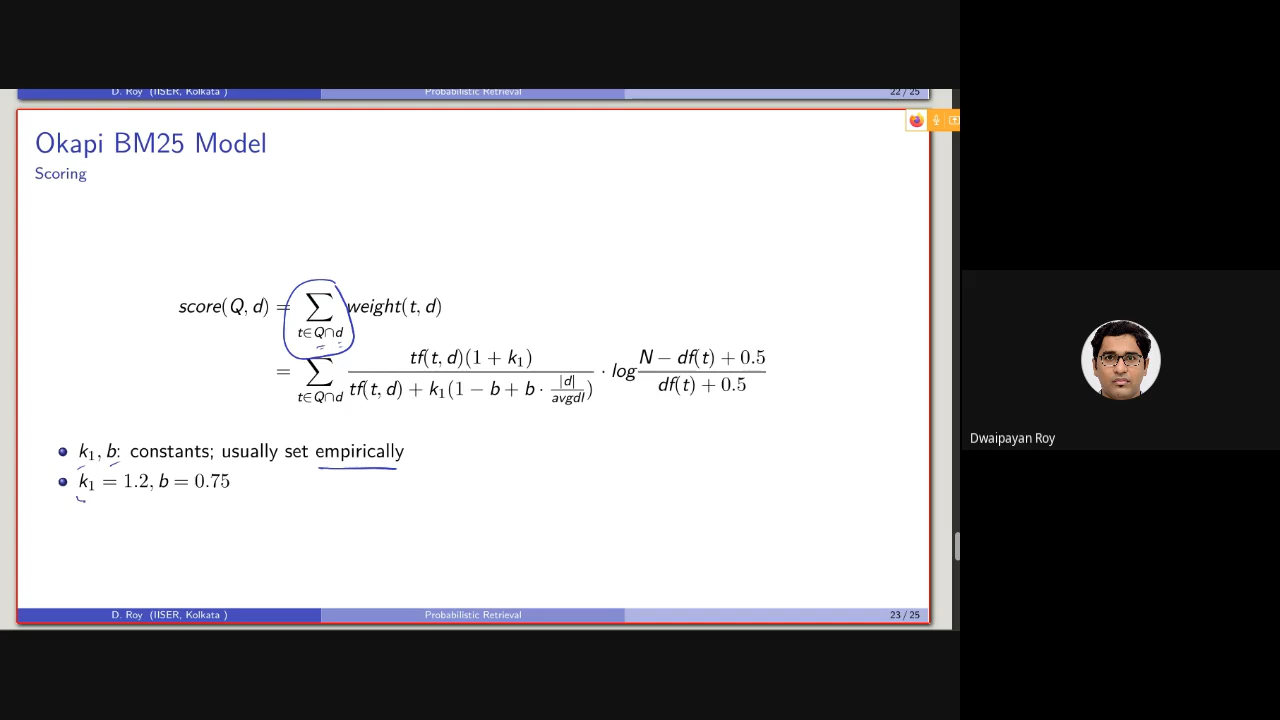 D. Roy (IISER, Kolkata ) Probabilistic Retrieval 22 / 25
Okapi BM25 Model
Scoring
score(Q, d) = ∑ t∈Q∩d weight(t, d)
= ∑ t∈Q∩d tf(t, d)(1 + k₁) / tf(t, d) + k₁(1 − b + b · |d| / avgdl) · log N − df(t) + 0.5 / df(t) + 0.5
k₁, b: constants; usually set empirically
k₁ = 1.2, b = 0.75
D. Roy (IISER, Kolkata ) Probabilistic Retrieval 23 / 25
Dwaipayan Roy